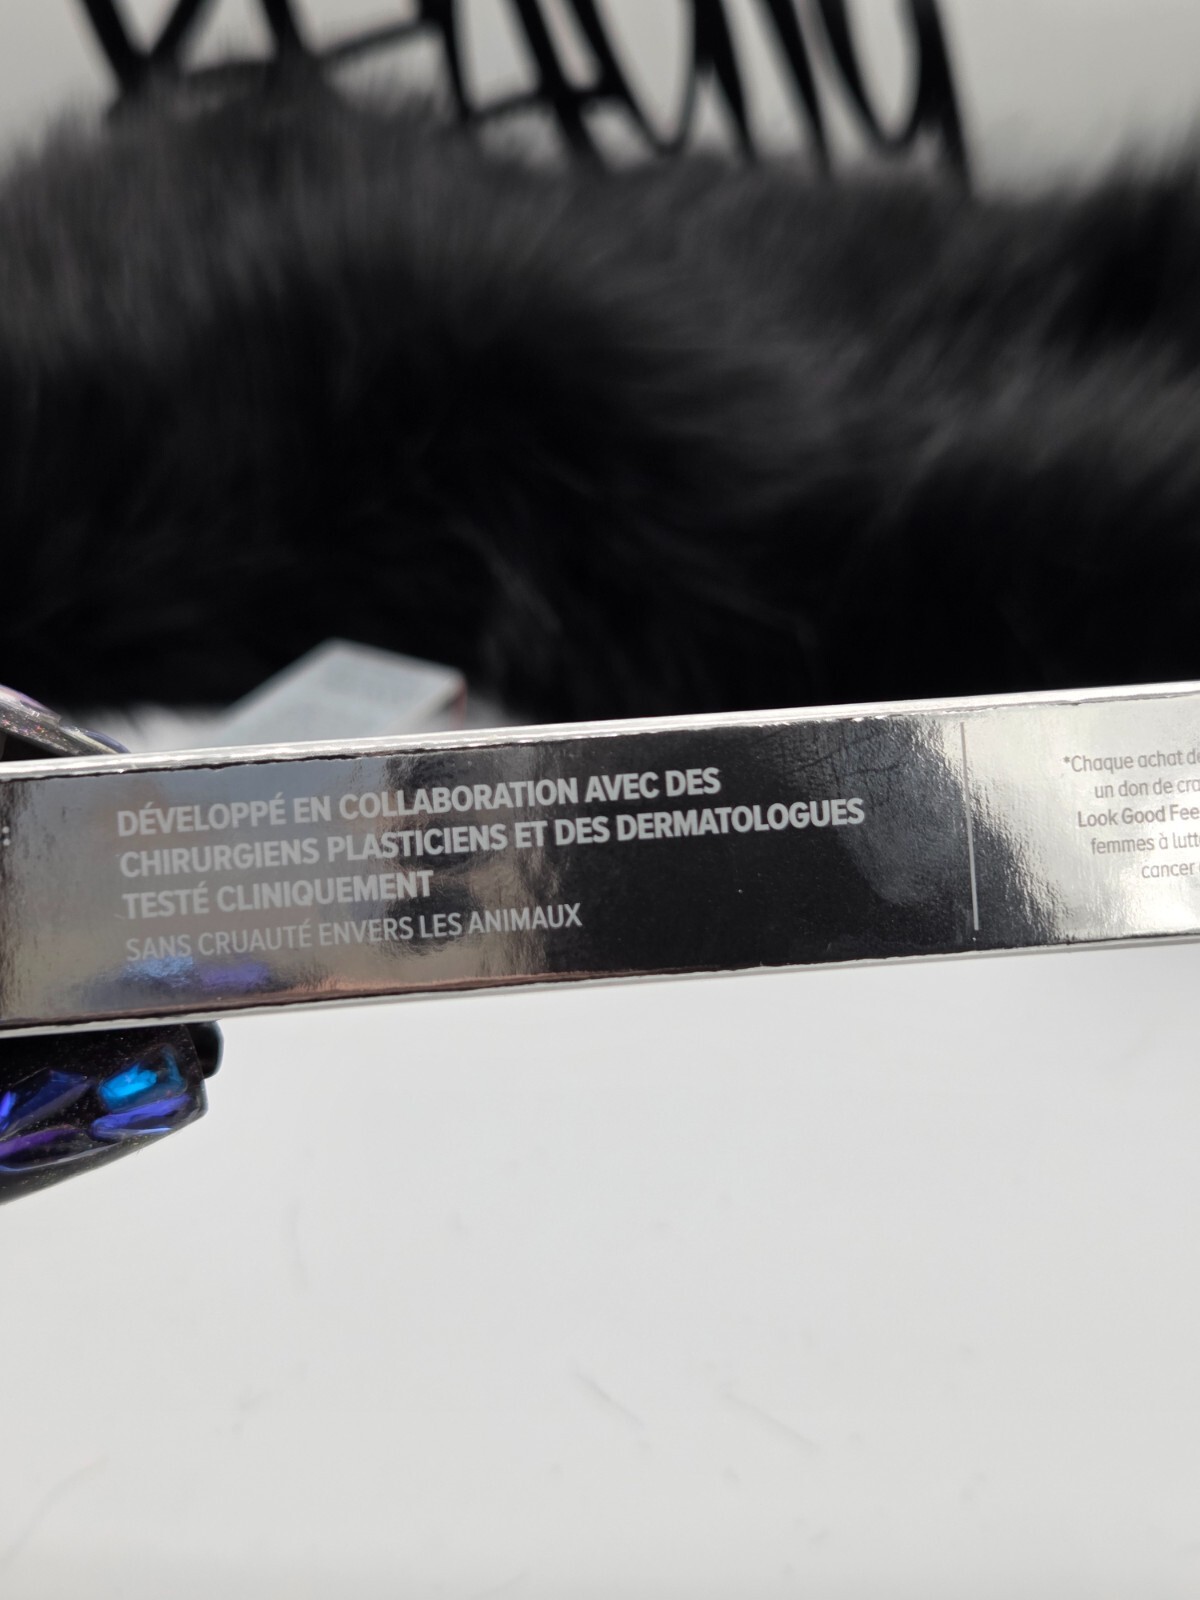 DÉVELOPPÉ EN COLLABORATION AVEC DES
CHIRURGIENS PLASTICIENS ET DES DERMATOLOGUES
TESTÉ CLINIQUEMENT
SANS CRUAUTÉ ENVERS LES ANIMAUX
*Chaque achat de
un don de
Look Good
femmes à
cancer